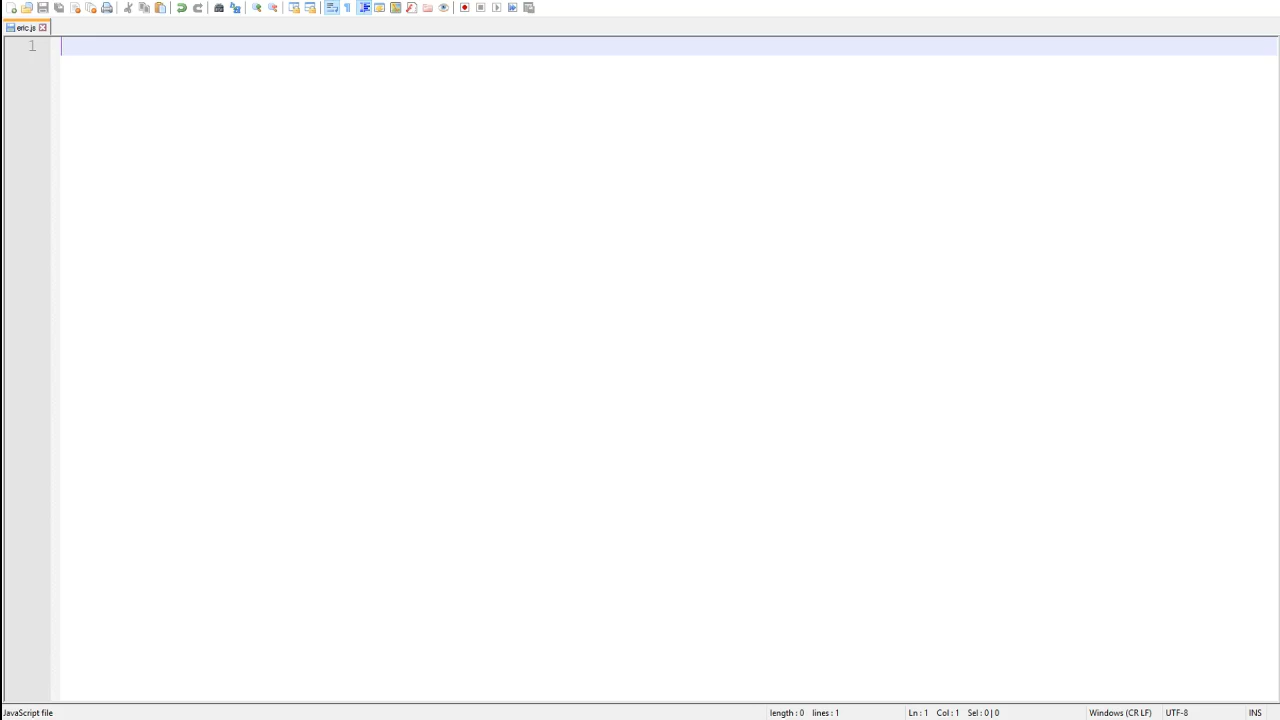 eric.js
1
JavaScript file length : 0 lines : 1 Ln : 1 Col : 1 Sel : 0 | 0 Windows (CR LF) UTF-8 INS